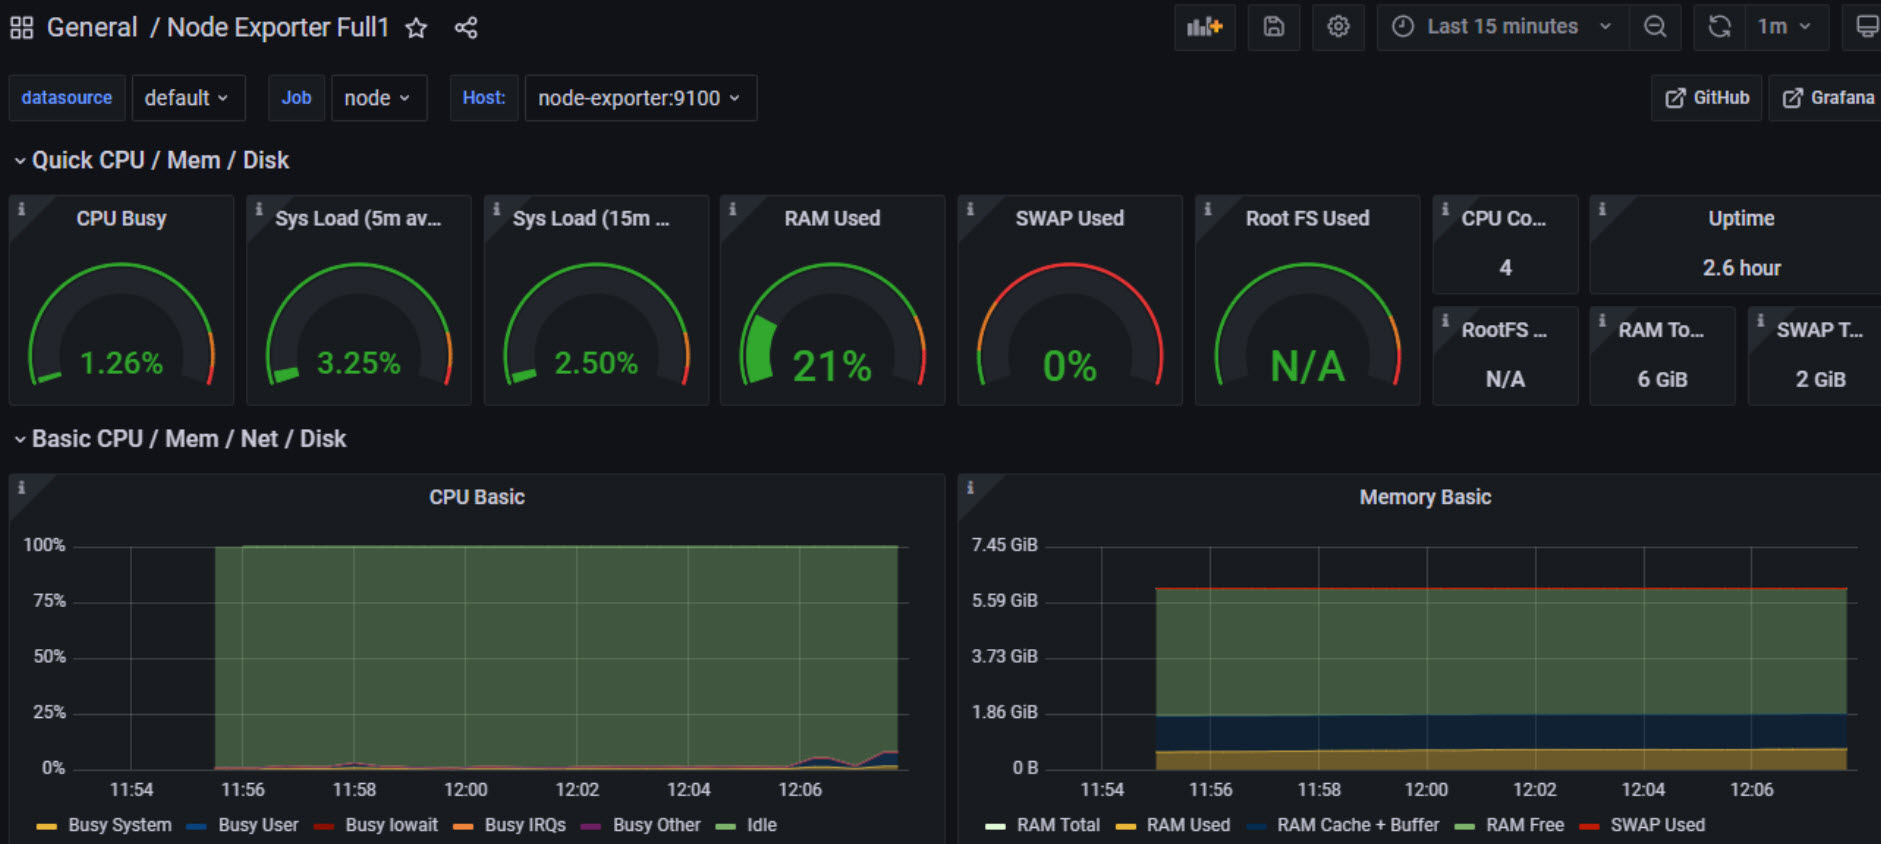 General / Node Exporter Full1
Last 15 minutes
1m
datasource default Job node Host: node-exporter:9100
GitHub Grafana
Quick CPU / Mem / Disk
CPU Busy
1.26%
Sys Load (5m av...
3.25%
Sys Load (15m ...
2.50%
RAM Used
21%
SWAP Used
0%
Root FS Used
N/A
CPU Co...
4
Uptime
2.6 hour
RootFS ...
N/A
RAM To...
6 GiB
SWAP T...
2 GiB
Basic CPU / Mem / Net / Disk
CPU Basic
100%
75%
50%
25%
0%
11:54 11:56 11:58 12:00 12:02 12:04 12:06
Busy System Busy User Busy Iowait Busy IRQs Busy Other Idle
Memory Basic
7.45 GiB
5.59 GiB
3.73 GiB
1.86 GiB
0 B
11:54 11:56 11:58 12:00 12:02 12:04 12:06
RAM Total RAM Used RAM Cache + Buffer RAM Free SWAP Used